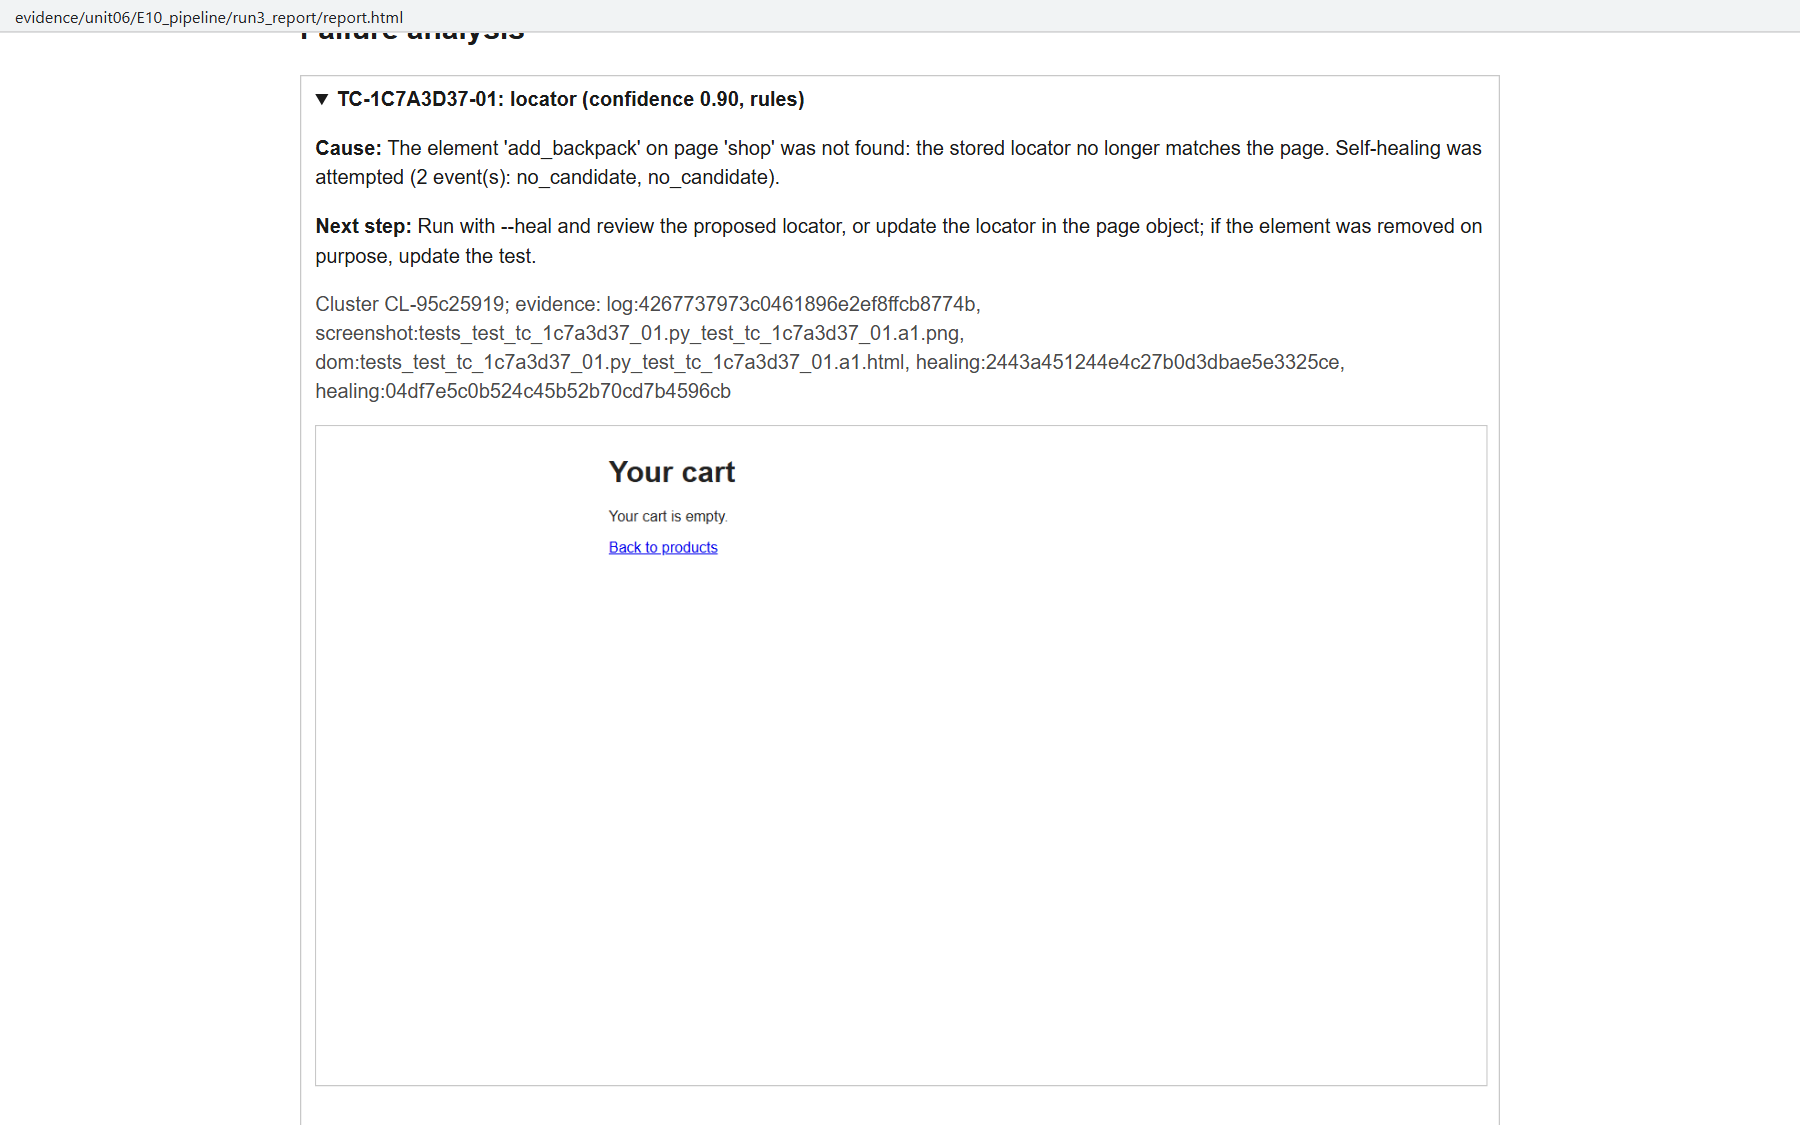 evidence/unit06/E10_pipeline/run3_report/report.html
Failure analysis
▼ TC-1C7A3D37-01: locator (confidence 0.90, rules)
Cause: The element 'add_backpack' on page 'shop' was not found: the stored locator no longer matches the page. Self-healing was
attempted (2 event(s): no_candidate, no_candidate).
Next step: Run with --heal and review the proposed locator, or update the locator in the page object; if the element was removed on
purpose, update the test.
Cluster CL-95c25919; evidence: log:4267737973c0461896e2ef8ffcb8774b,
screenshot:tests_test_tc_1c7a3d37_01.py_test_tc_1c7a3d37_01.a1.png,
dom:tests_test_tc_1c7a3d37_01.py_test_tc_1c7a3d37_01.a1.html, healing:2443a451244e4c27b0d3dbae5e3325ce,
healing:04df7e5c0b524c45b52b70cd7b4596cb
Your cart
Your cart is empty.
Back to products